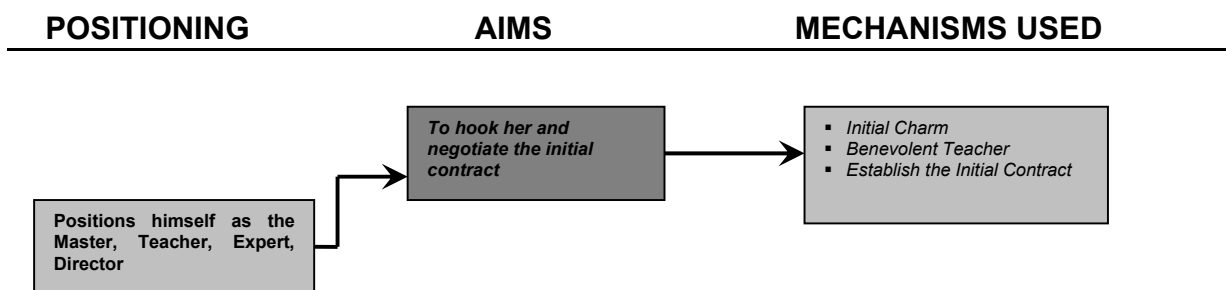 POSITIONING AIMS MECHANISMS USED
To hook her and
negotiate the initial
contract
▪ Initial Charm
▪ Benevolent Teacher
▪ Establish the Initial Contract
Positions himself as the
Master, Teacher, Expert,
Director